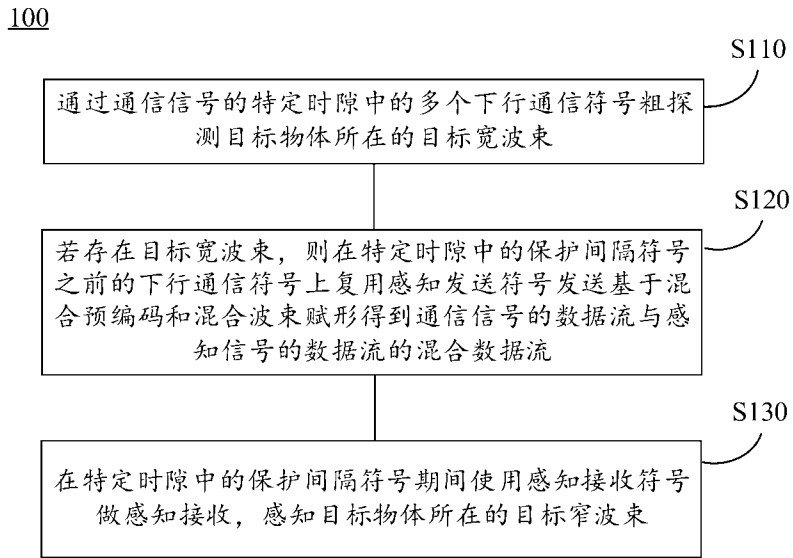 100
S110
通过通信信号的特定时隙中的多个下行通信符号粗探
测目标物体所在的目标宽波束
S120
若存在目标宽波束，则在特定时隙中的保护间隔符号
之前的下行通信符号上复用感知发送符号发送基于混
合预编码和混合波束赋形得到通信信号的数据流与感
知信号的数据流的混合数据流
S130
在特定时隙中的保护间隔符号期间使用感知接收符号
做感知接收，感知目标物体所在的目标窄波束